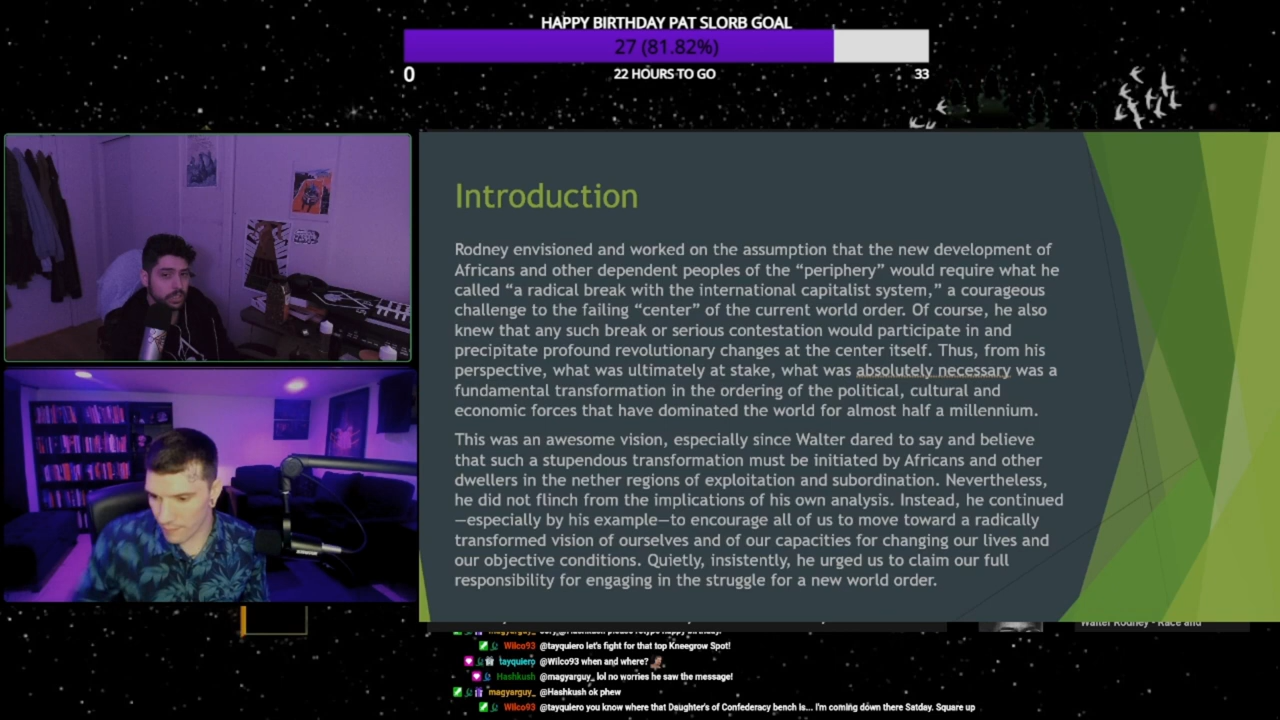 HAPPY BIRTHDAY PAT SLORB GOAL
27 (81.82%)
0
22 HOURS TO GO
33
Introduction
Rodney envisioned and worked on the assumption that the new development of
Africans and other dependent peoples of the “periphery” would require what he
called “a radical break with the international capitalist system,” a courageous
challenge to the failing “center” of the current world order. Of course, he also
knew that any such break or serious contestation would participate in and
precipitate profound revolutionary changes at the center itself. Thus, from his
perspective, what was ultimately at stake, what was absolutely necessary was a
fundamental transformation in the ordering of the political, cultural and
economic forces that have dominated the world for almost half a millennium.
This was an awesome vision, especially since Walter dared to say and believe
that such a stupendous transformation must be initiated by Africans and other
dwellers in the nether regions of exploitation and subordination. Nevertheless,
he did not flinch from the implications of his own analysis. Instead, he continued
—especially by his example—to encourage all of us to move toward a radically
transformed vision of ourselves and of our capacities for changing our lives and
our objective conditions. Quietly, insistently, he urged us to claim our full
responsibility for engaging in the struggle for a new world order.
Walter Rodney - Race and
Wilco93 @tayquiero let's fight for that top Kneegrow Spot!
tayquiero @Wilco93 when and where?
Hashkush @magyarguy_ lol no worries he saw the message!
magyarguy_ @Hashkush ok phew
Wilco93 @tayquiero you know where that Daughter's of Confederacy bench is... I'm coming down there Satday. Square up